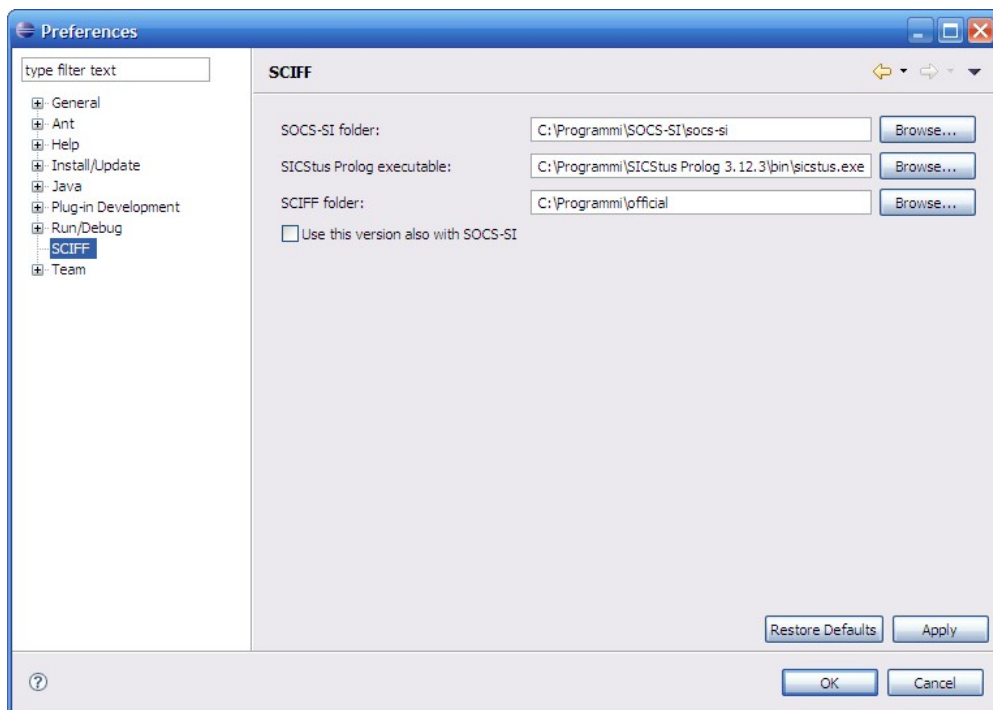 Preferences
type filter text
General
Ant
Help
Install/Update
Java
Plug-in Development
Run/Debug
SCIFF
Team
SCIFF
SOCS-SI folder: C:\Programmi\SOCS-SI\socs-si Browse...
SICStus Prolog executable: C:\Programmi\SICStus Prolog 3.12.3\bin\sicstus.exe Browse...
SCIFF folder: C:\Programmi\official Browse...
Use this version also with SOCS-SI
Restore Defaults Apply
? OK Cancel